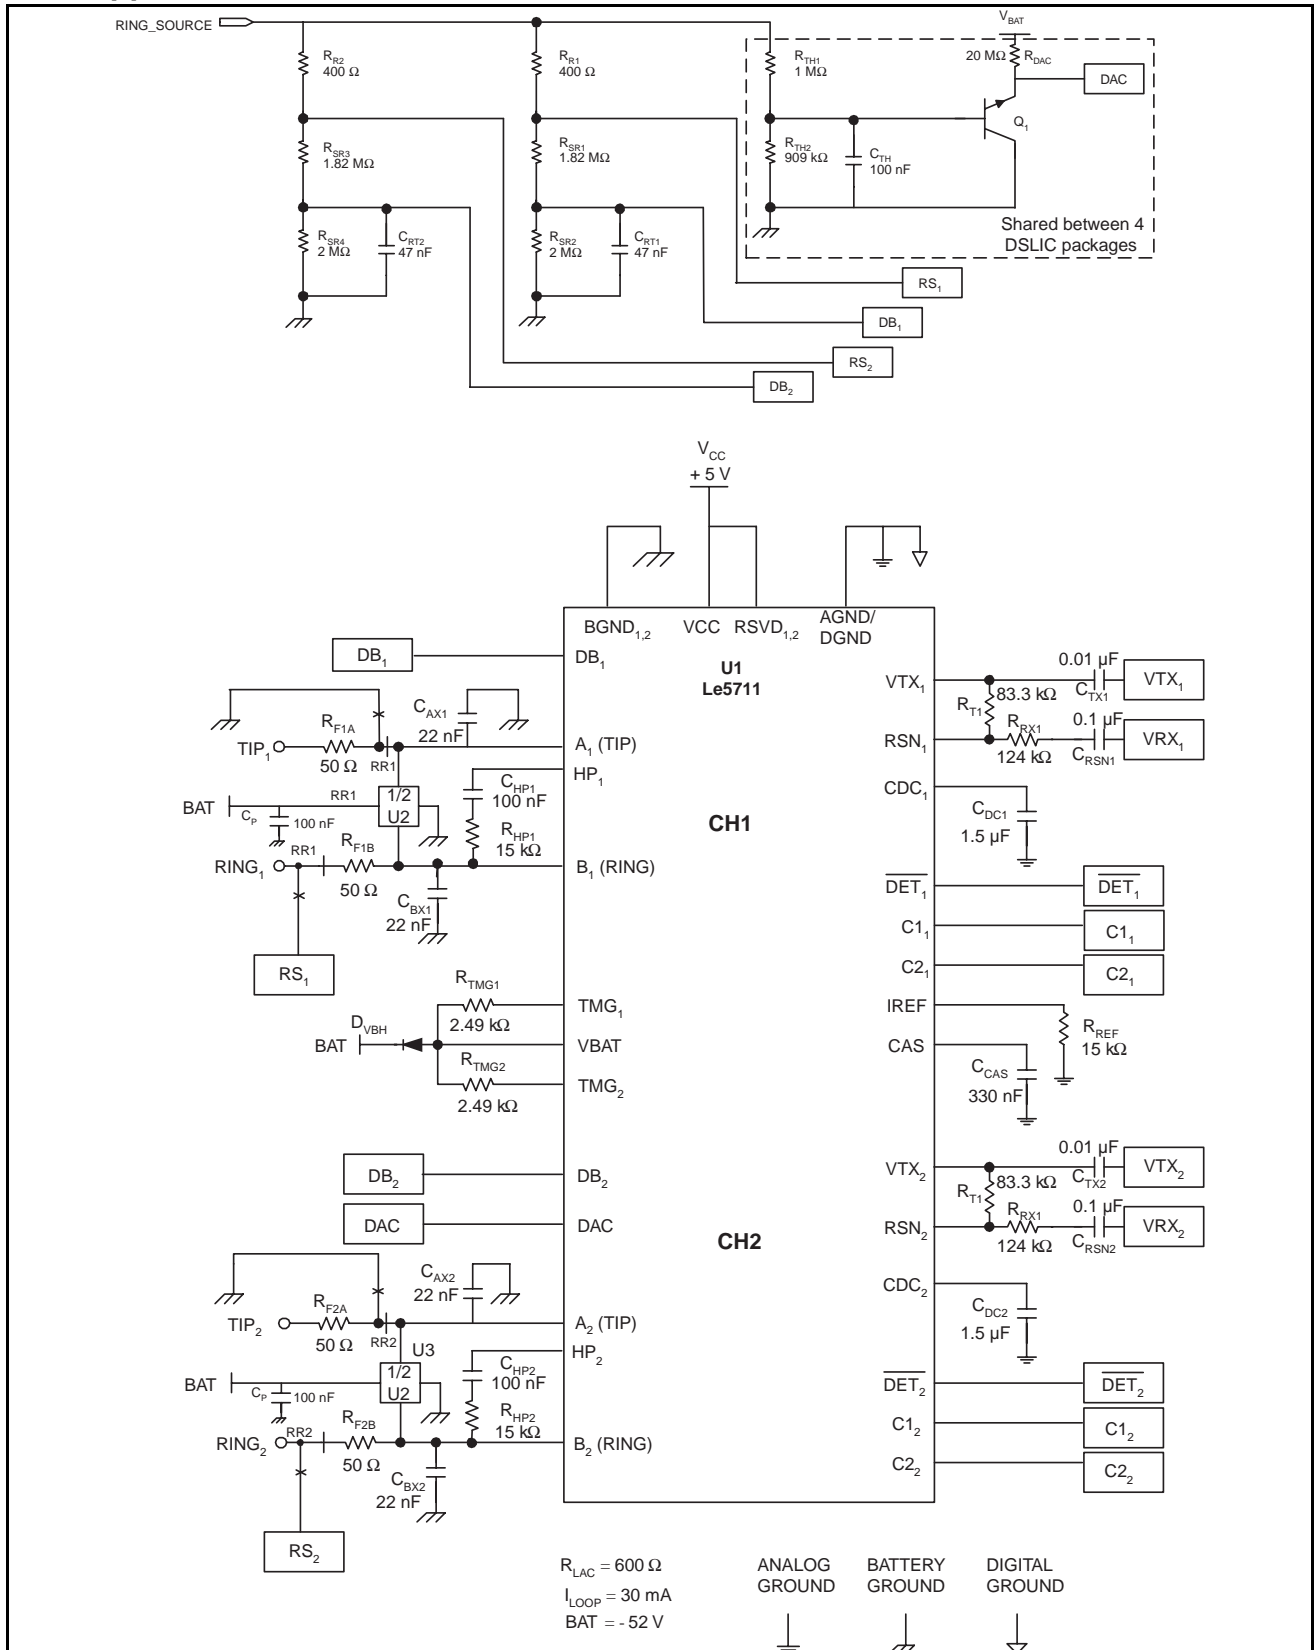 RING_SOURCE
V_BAT
R_R2
400 Ω
R_R1
400 Ω
R_TH1
1 MΩ
20 MΩ
R_DAC
DAC
Q_1
R_SR3
1.82 MΩ
R_SR1
1.82 MΩ
R_TH2
909 kΩ
C_TH
100 nF
Shared between 4
DSLIC packages
R_SR4
2 MΩ
C_RT2
47 nF
R_SR2
2 MΩ
C_RT1
47 nF
RS_1
DB_1
RS_2
DB_2
V_CC
+ 5 V
BGND_1,2
VCC
RSVD_1,2
AGND/
DGND
DB_1
DB_1
U1
Le5711
VTX_1
0.01 µF
C_TX1
VTX_1
R_T1
83.3 kΩ
RSN_1
R_RX1
124 kΩ
0.1 µF
C_RSN1
VRX_1
C_AX1
22 nF
R_F1A
TIP_1
50 Ω
RR1
A_1 (TIP)
HP_1
C_HP1
100 nF
BAT
C_P
100 nF
RR1
1/2
U2
R_HP1
15 kΩ
CDC_1
C_DC1
1.5 µF
CH1
RING_1
RR1
R_F1B
50 Ω
B_1 (RING)
C_BX1
22 nF
DET_1
DET_1
C1_1
C1_1
C2_1
C2_1
RS_1
R_TMG1
2.49 kΩ
TMG_1
BAT
D_VBH
VBAT
R_TMG2
2.49 kΩ
TMG_2
IREF
R_REF
15 kΩ
CAS
C_CAS
330 nF
DB_2
DB_2
DAC
DAC
CH2
VTX_2
0.01 µF
C_TX2
VTX_2
R_T1
83.3 kΩ
RSN_2
R_RX1
124 kΩ
0.1 µF
C_RSN2
VRX_2
C_AX2
22 nF
R_F2A
TIP_2
50 Ω
RR2
A_2 (TIP)
HP_2
U3
C_HP2
100 nF
BAT
C_P
100 nF
1/2
U2
R_HP2
15 kΩ
CDC_2
C_DC2
1.5 µF
RING_2
RR2
R_F2B
50 Ω
B_2 (RING)
C_BX2
22 nF
DET_2
DET_2
C1_2
C1_2
C2_2
C2_2
RS_2
R_LAC = 600 Ω
I_LOOP = 30 mA
BAT = - 52 V
ANALOG
GROUND
BATTERY
GROUND
DIGITAL
GROUND